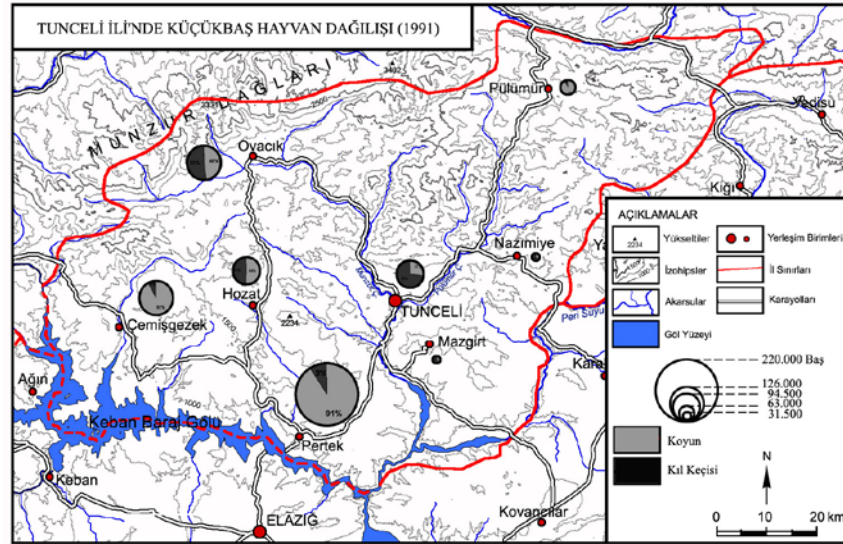 TUNCELİ İLİ'NDE KÜÇÜKBAŞ HAYVAN DAĞILIŞI (1991)
MUNZUR DAĞLARI
Pülümür
Yedisu
Ovacık
Kiğı
Nazımiye
Hozat
TUNCELİ
Çemişgezek
2234
Mazgirt
Peri Suyu
Ağın
1000
91%
Keban Baraj Gölü
Pertek
Keban
ELAZIĞ
Kovancılar
AÇIKLAMALAR
2234
Yükseltiler
Yerleşim Birimleri
İzohipsler
İl Sınırları
Akarsular
Karayolları
Göl Yüzeyi
220.000 Baş
126.000
94.500
63.000
31.500
Koyun
Kıl Keçisi
N
0 10 20 km